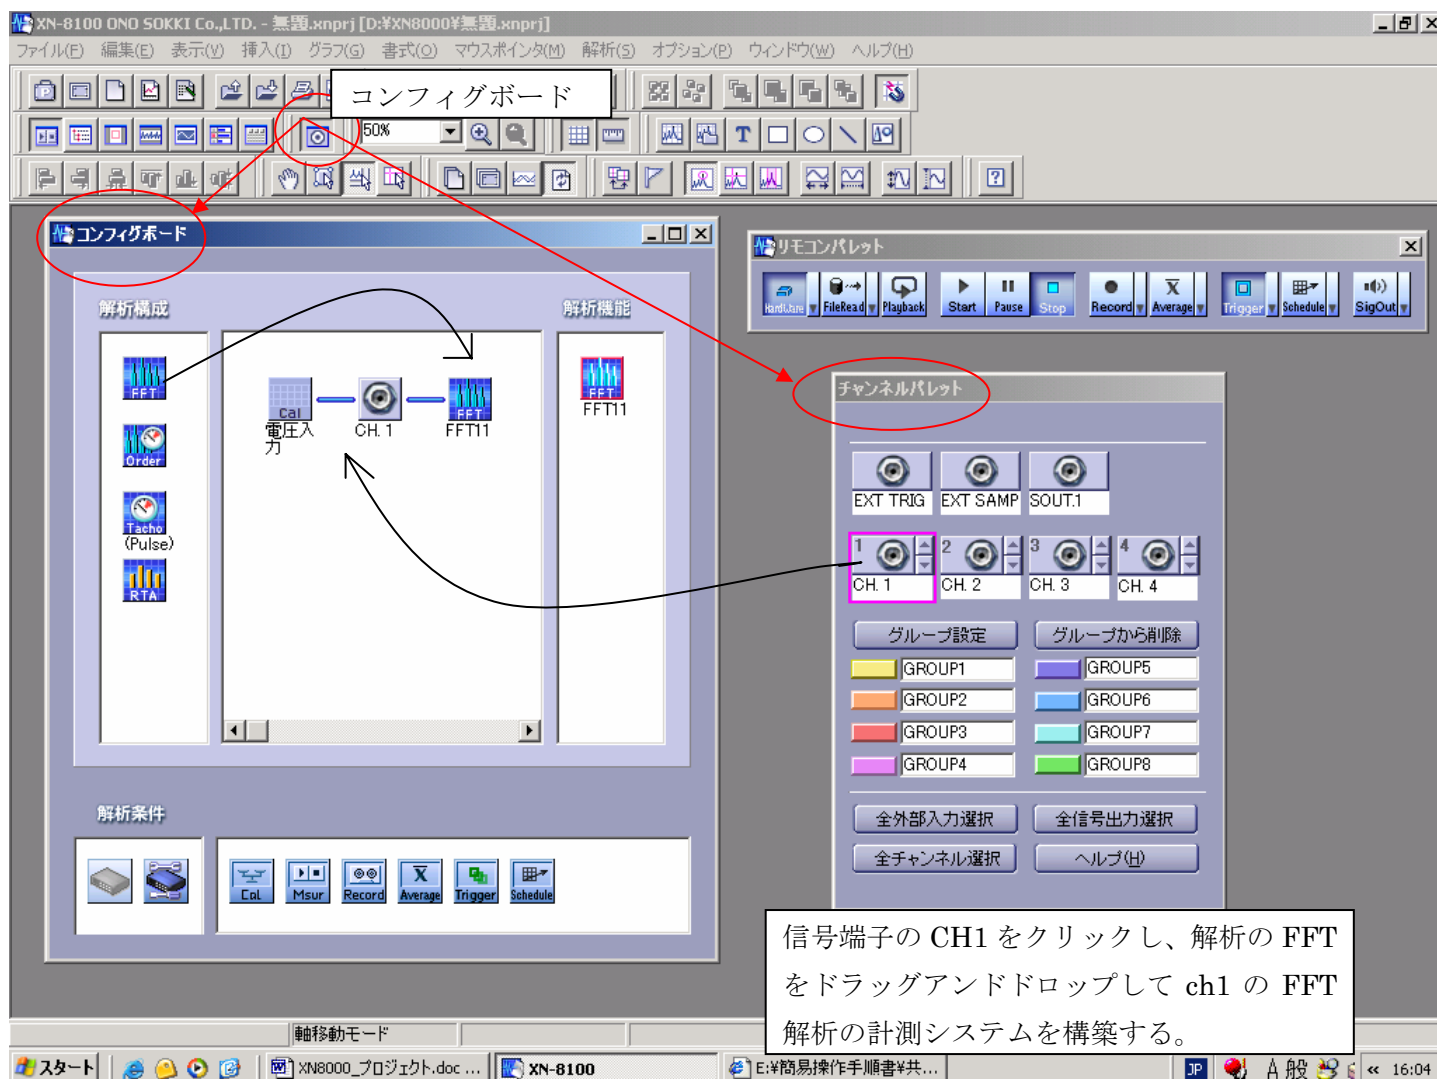 XN-8100 ONO SOKKI Co.,LTD. - 無題.xnprj [D:¥XN8000¥無題.xnprj]
ファイル(F) 編集(E) 表示(V) 挿入(I) グラフ(G) 書式(O) マウスポインタ(M) 解析(S) オプション(P) ウィンドウ(W) ヘルプ(H)
コンフィグボード
50%
コンフィグボード
解析構成
解析機能
FFT
Order
Tacho
(Pulse)
RTA
Cal
電圧入
力
CH. 1
FFT
FFT11
FFT
FFT11
解析条件
Cal Msur Record Average Trigger Schedule
リモコンパレット
Hardware FileRead Playback Start Pause Stop Record Average Trigger Schedule SigOut
チャンネルパレット
EXT TRIG EXT SAMP SOUT.1
1 2 3 4
CH. 1 CH. 2 CH. 3 CH. 4
グループ設定 グループから削除
GROUP1 GROUP5
GROUP2 GROUP6
GROUP3 GROUP7
GROUP4 GROUP8
全外部入力選択 全信号出力選択
全チャンネル選択 ヘルプ(H)
信号端子の CH1 をクリックし、解析の FFT
をドラッグアンドドロップして ch1 の FFT
解析の計測システムを構築する。
軸移動モード
スタート XN8000_プロジェクト.doc ... XN-8100 E:¥簡易操作手順書¥共... JP A 般 « 16:04